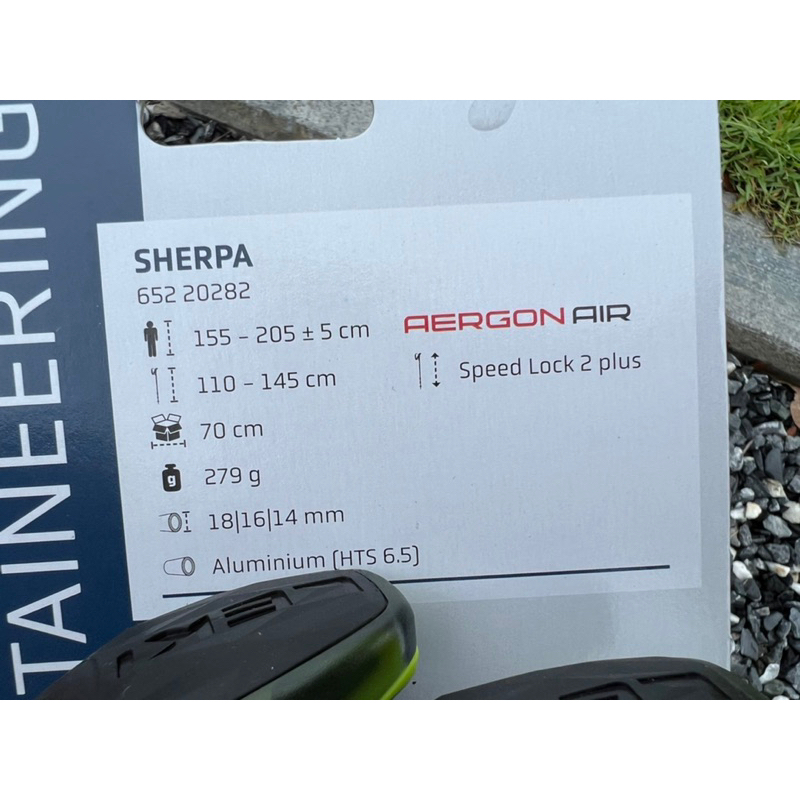 TAINEERING
SHERPA
652 20282
155 – 205 ± 5 cm
110 – 145 cm
70 cm
g
279 g
18|16|14 mm
Aluminium (HTS 6.5)
AERGON AIR
Speed Lock 2 plus